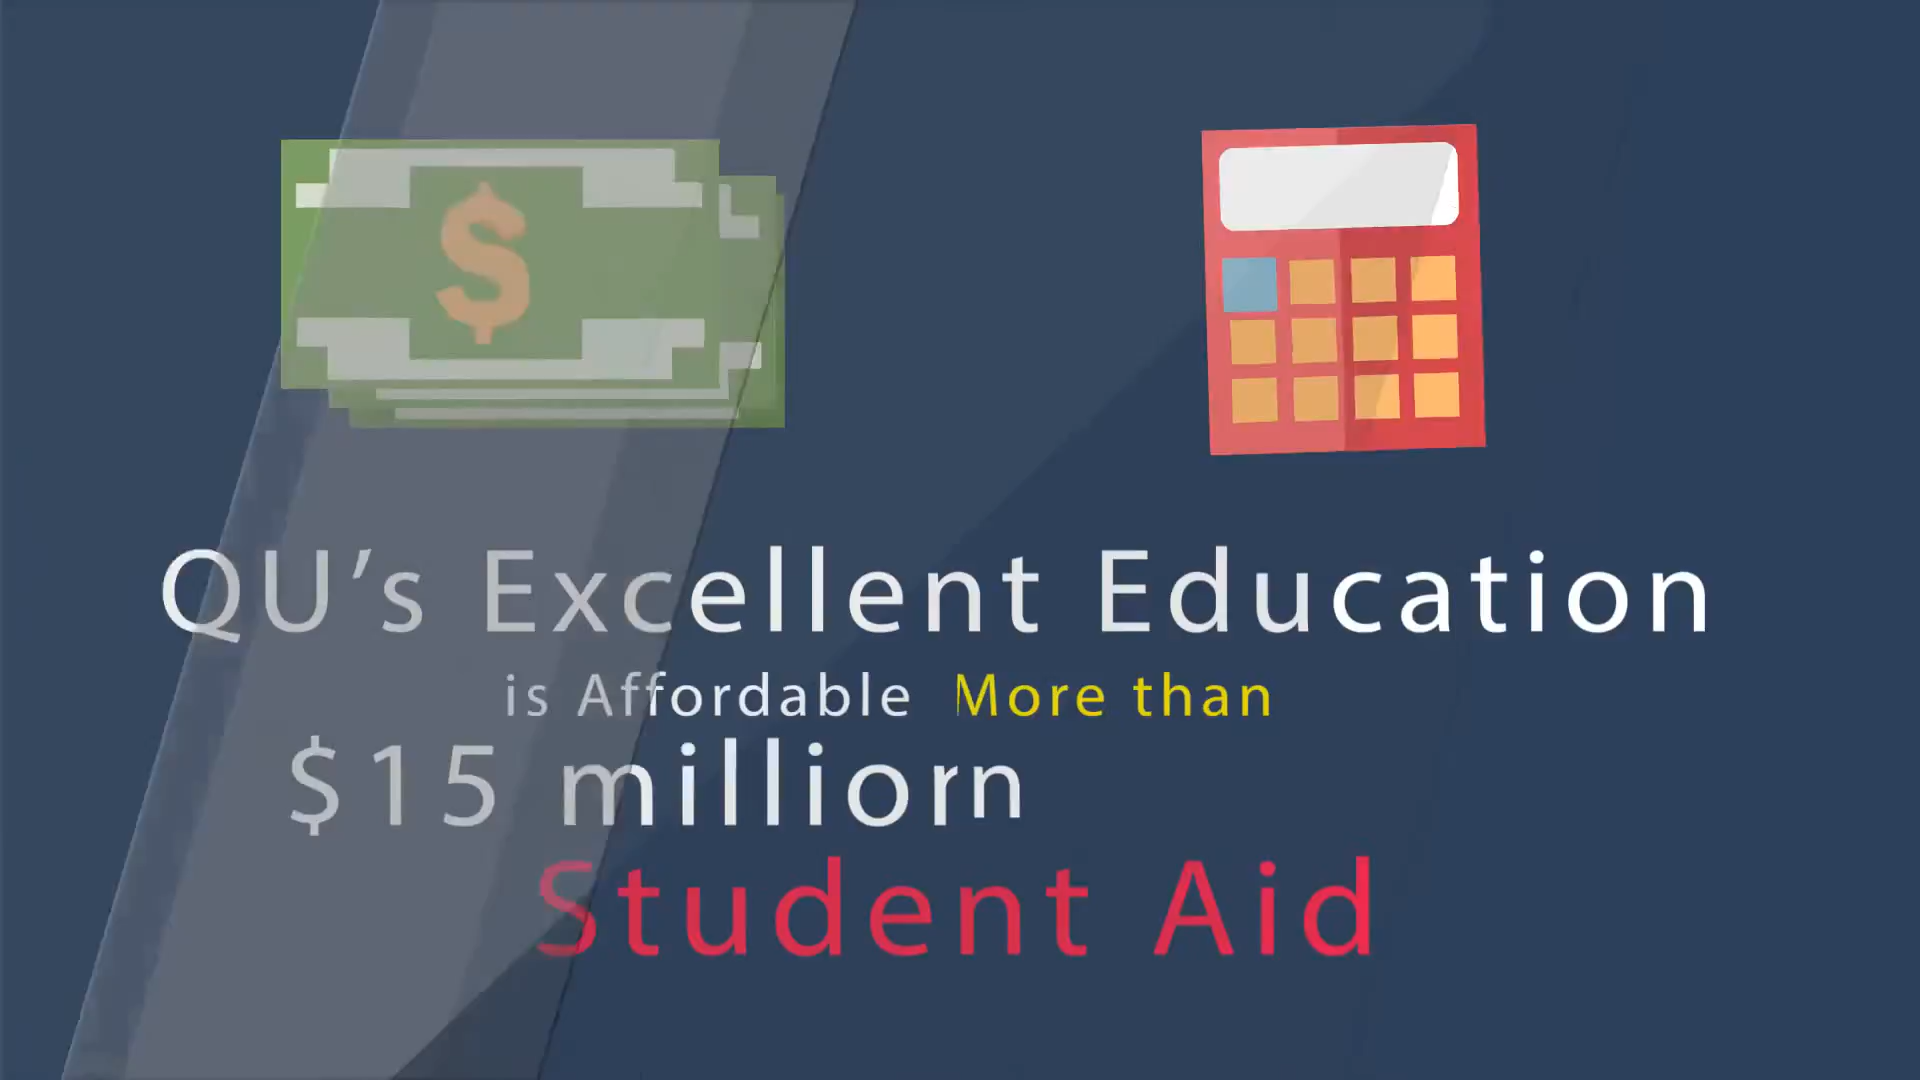 $
QU’s Excellent Education
is Affordable More than
$15 milliorn
Student Aid